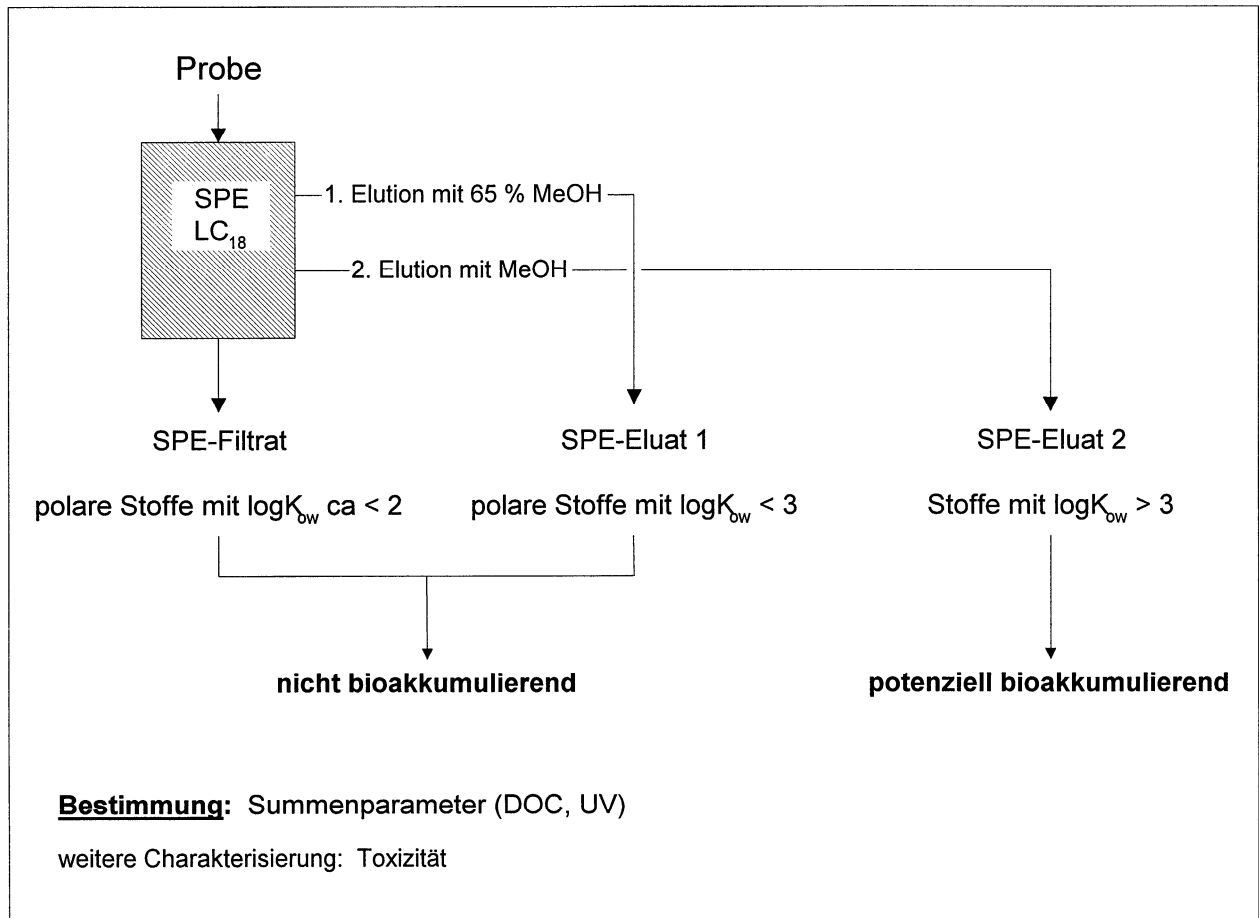 Probe
SPE
LC18
1. Elution mit 65 % MeOH
2. Elution mit MeOH
SPE-Filtrat
SPE-Eluat 1
SPE-Eluat 2
polare Stoffe mit logKow ca < 2
polare Stoffe mit logKow < 3
Stoffe mit logKow > 3
nicht bioakkumulierend
potenziell bioakkumulierend
Bestimmung: Summenparameter (DOC, UV)
weitere Charakterisierung: Toxizität